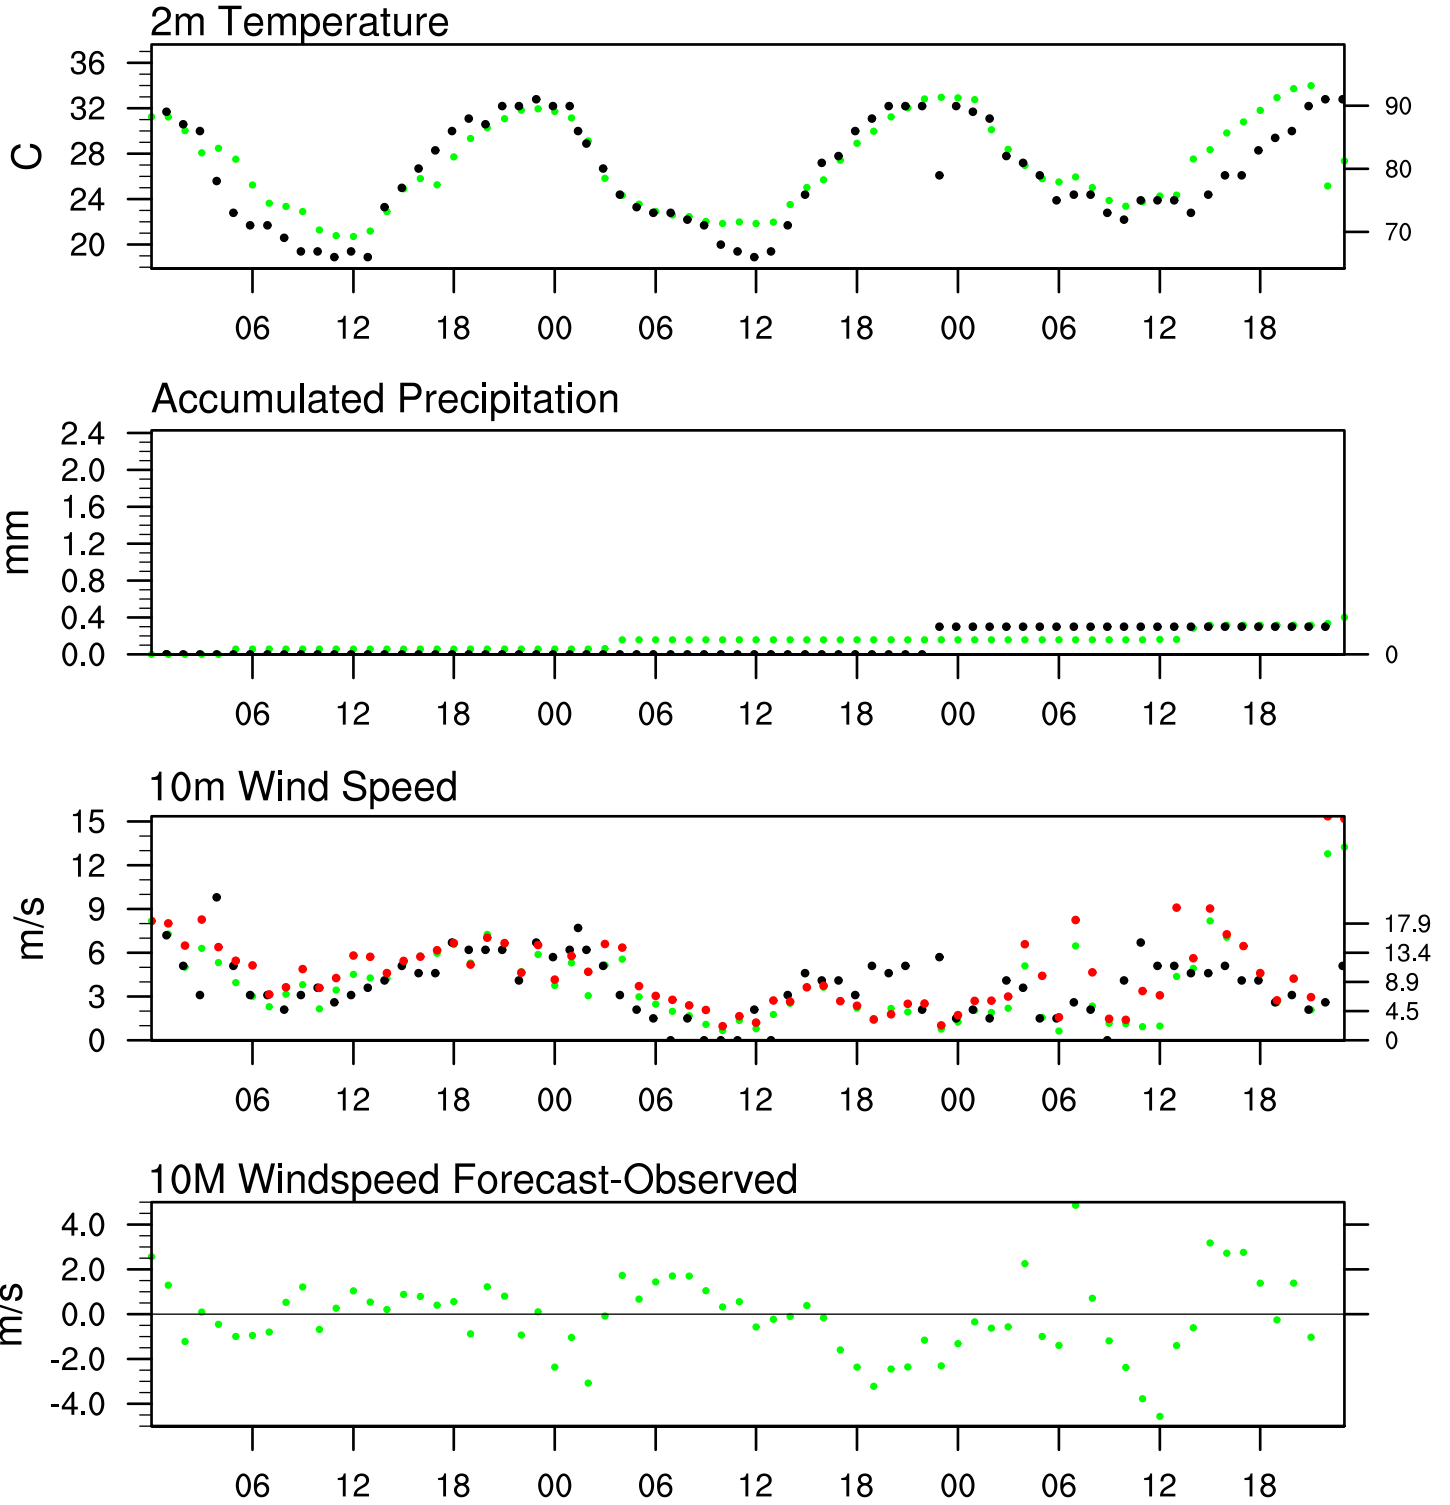 2m Temperature
36
32
28
24
20
C
90
80
70
06 12 18 00 06 12 18 00 06 12 18
Accumulated Precipitation
2.4
2.0
1.6
1.2
0.8
0.4
0.0
mm
0
06 12 18 00 06 12 18 00 06 12 18
10m Wind Speed
15
12
9
6
3
0
m/s
17.9
13.4
8.9
4.5
0
06 12 18 00 06 12 18 00 06 12 18
10M Windspeed Forecast-Observed
4.0
2.0
0.0
-2.0
-4.0
m/s
06 12 18 00 06 12 18 00 06 12 18